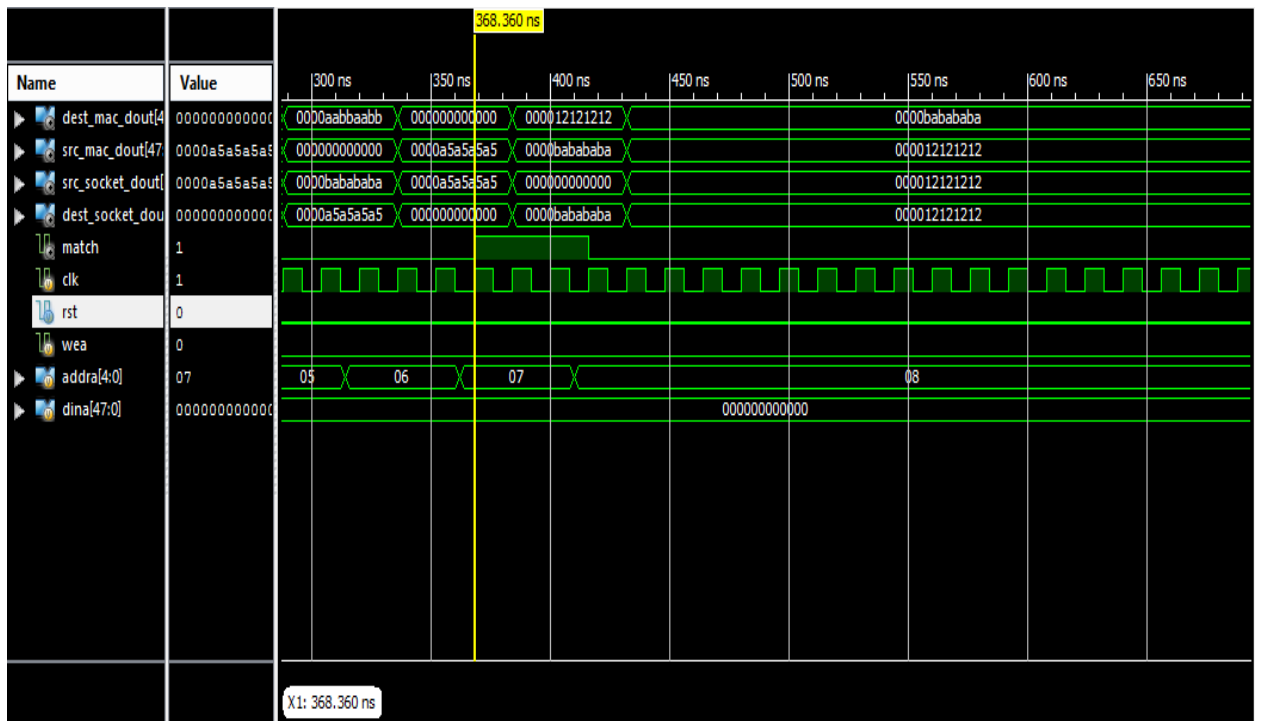 368.360 ns
Name Value 300 ns 350 ns 400 ns 450 ns 500 ns 550 ns 600 ns 650 ns
dest_mac_dout[4 000000000000 0000aabbaabb 000000000000 000012121212 0000babababa
src_mac_dout[47: 0000a5a5a5a5 000000000000 0000a5a5a5a5 0000babababa 000012121212
src_socket_dout[ 0000a5a5a5a5 0000babababa 0000a5a5a5a5 000000000000 000012121212
dest_socket_dou 000000000000 0000a5a5a5a5 000000000000 0000babababa 000012121212
match 1
clk 1
rst 0
wea 0
addra[4:0] 07 05 06 07 08
dina[47:0] 000000000000 000000000000
X1: 368.360 ns